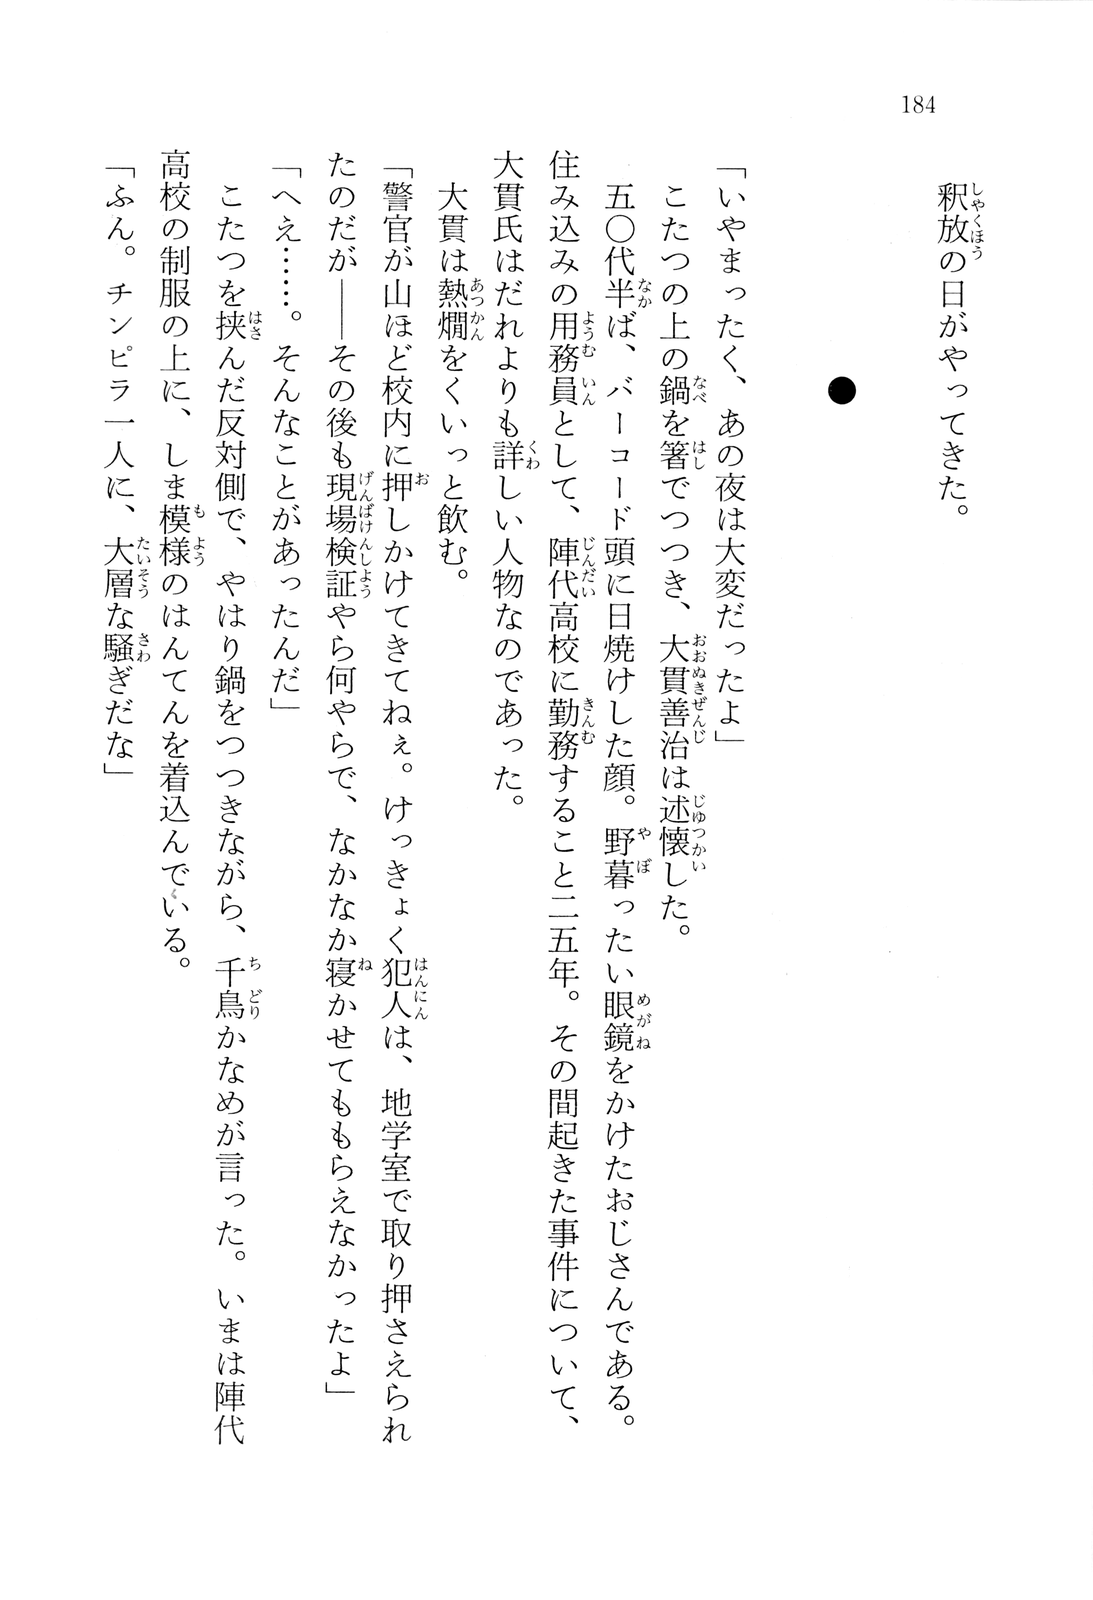 184
釈放の日がやってきた。
●
「いやまったく、あの夜は大変だったよ」
こたつの上の鍋を箸でつつき、大貫善治は述懐した。
五〇代半ば、バーコード頭に日焼けした顔。野暮ったい眼鏡をかけたおじさんである。
住み込みの用務員として、陣代高校に勤務すること二五年。その間起きた事件について、
大貫氏はだれよりも詳しい人物なのであった。
大貫は熱燗をくいっと飲む。
「警官が山ほど校内に押しかけてきてねぇ。けっきょく犯人は、地学室で取り押さえられ
たのだが――その後も現場検証やら何やらで、なかなか寝かせてももらえなかったよ」
「へえ……。そんなことがあったんだ」
こたつを挟んだ反対側で、やはり鍋をつつきながら、千鳥かなめが言った。いまは陣代
高校の制服の上に、しま模様のはんてんを着込んでいる。
「ふん。チンピラ一人に、大層な騒ぎだな」